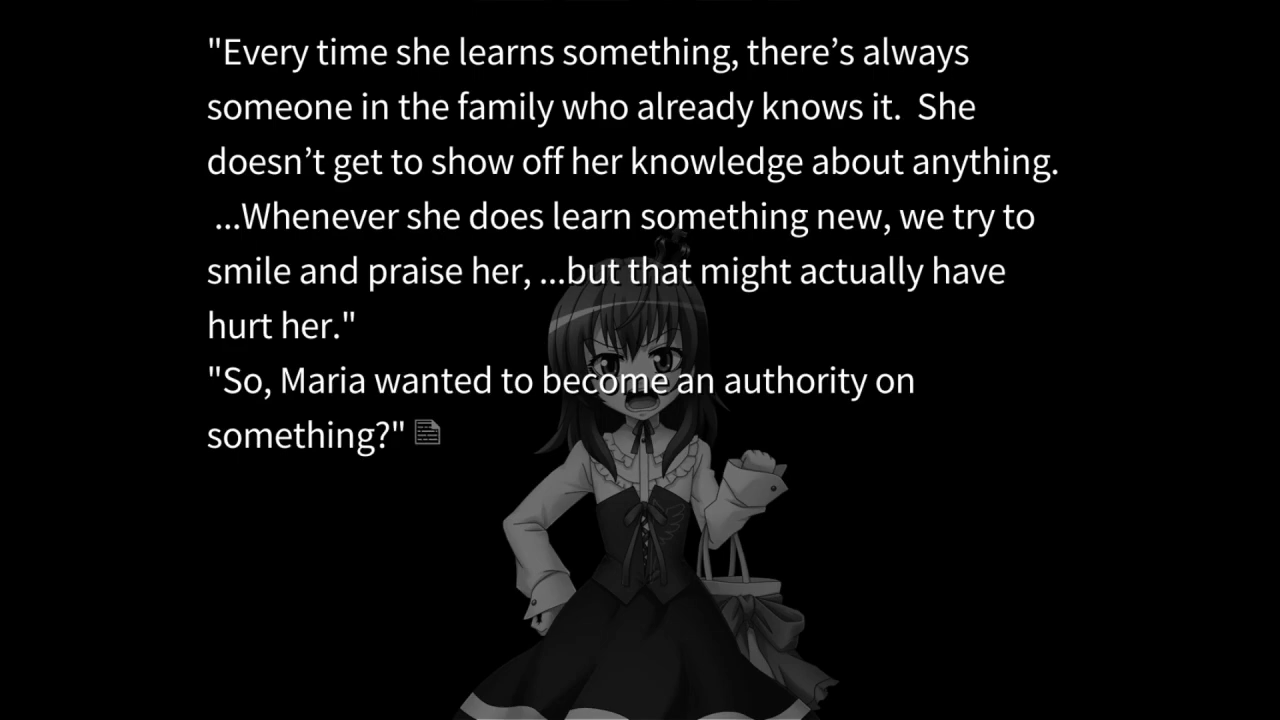 "Every time she learns something, there’s always
someone in the family who already knows it.  She
doesn’t get to show off her knowledge about anything.
 ...Whenever she does learn something new, we try to
smile and praise her, ...but that might actually have
hurt her."
"So, Maria wanted to become an authority on
something?"